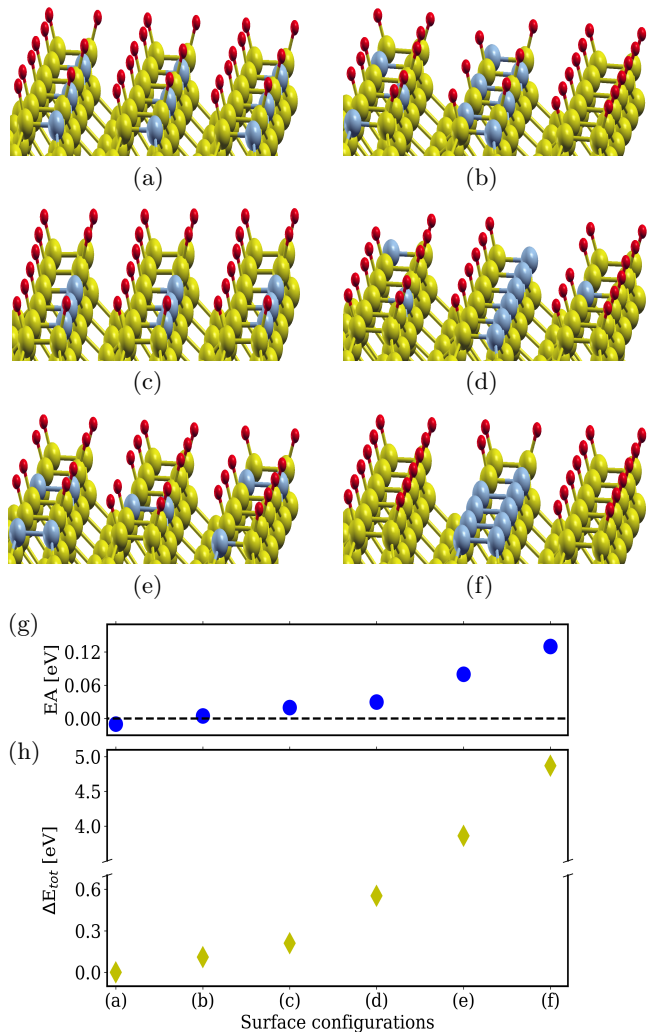 (a) (b)
(c) (d)
(e) (f)
(g)
EA [eV]
0.12
0.06
0.00
(h)
ΔE_tot [eV]
5.0
4.5
4.0
0.6
0.3
0.0
(a) (b) (c) (d) (e) (f)
Surface configurations